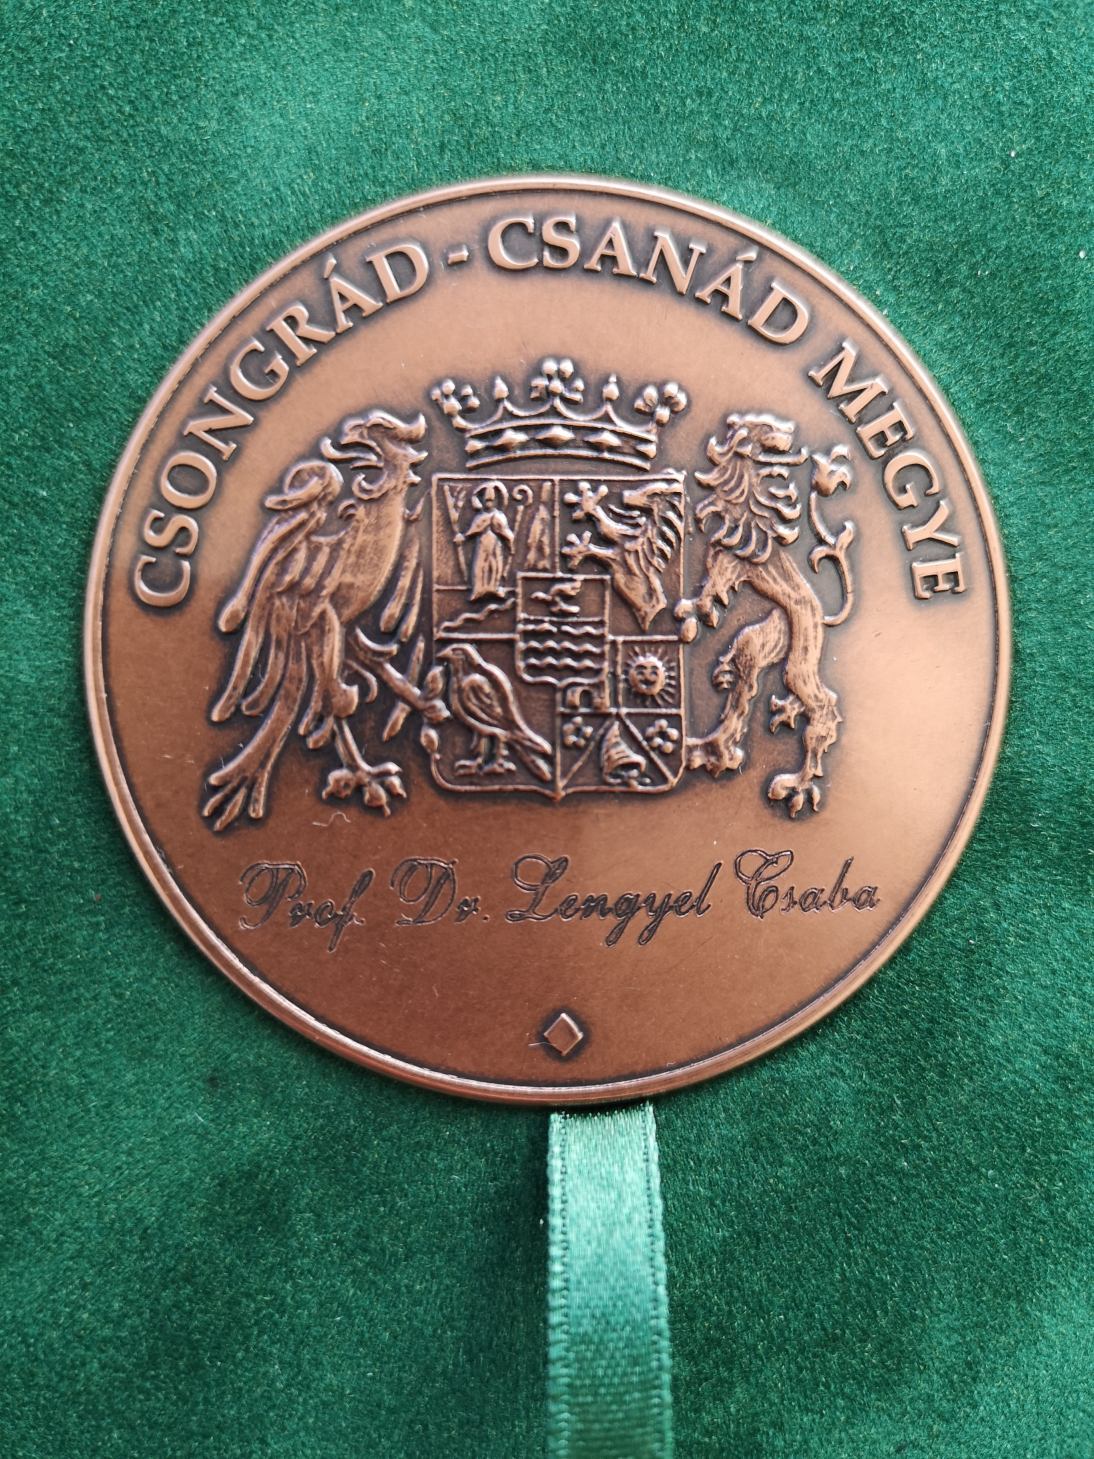 CSONGRÁD - CSANÁD MEGYE
Prof. Dr. Lengyel Csaba